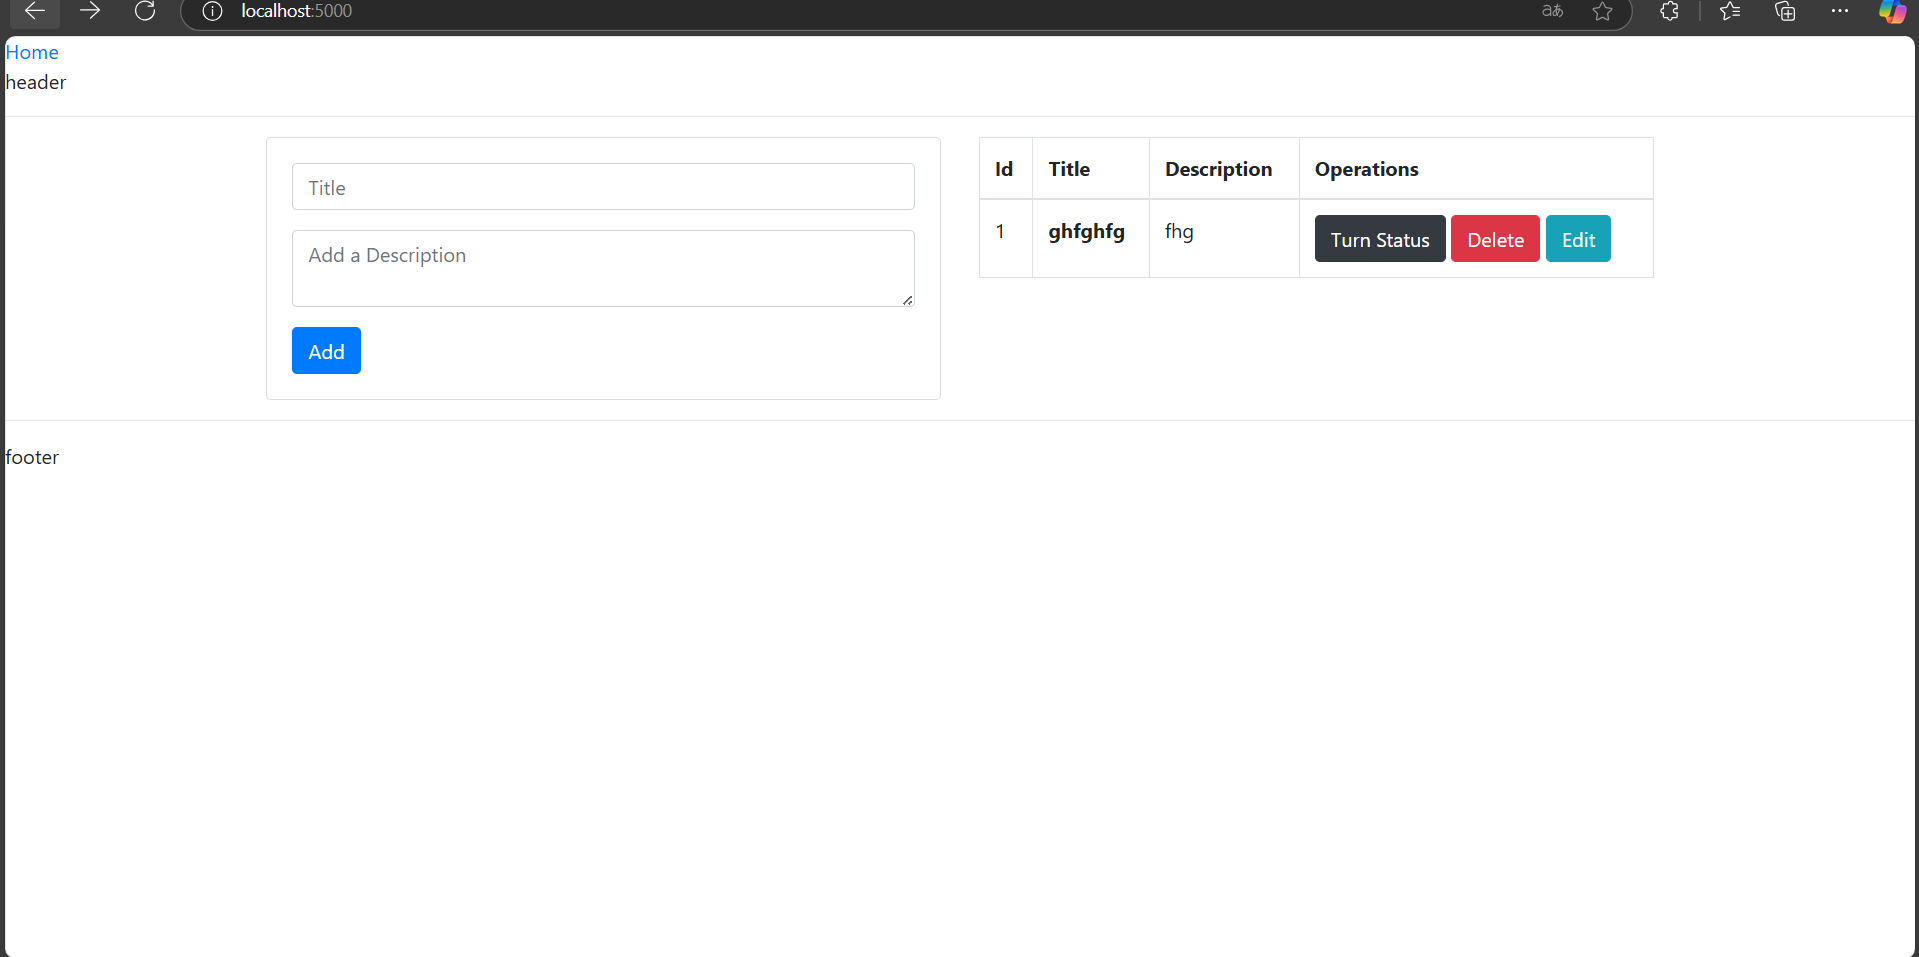 localhost:5000
Home
header
Title
Add a Description
Add
Id Title Description Operations
1 ghfghfg fhg Turn Status Delete Edit
footer